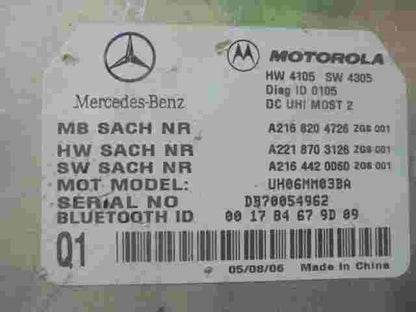 Mercedes-Benz
MOTOROLA
HW 4105 SW 4305
Diag ID 0105
DC UHI MOST 2
MB SACH NR A216 820 4726 ZGS 001
HW SACH NR A221 870 3126 ZGS 001
SW SACH NR A216 442 0060 ZGS 001
MOT MODEL: UH06MM03BA
SERIAL NO D370054962
BLUETOOTH ID 00 17 84 67 9D 09
Q1
05/08/06 Made in China